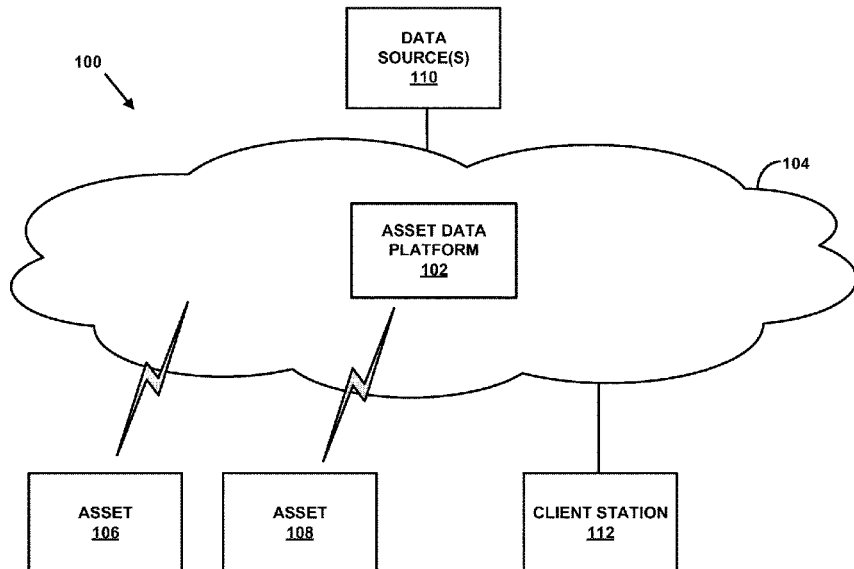 DATA
SOURCE(S)
110
100
104
ASSET DATA
PLATFORM
102
ASSET
106
ASSET
108
CLIENT STATION
112